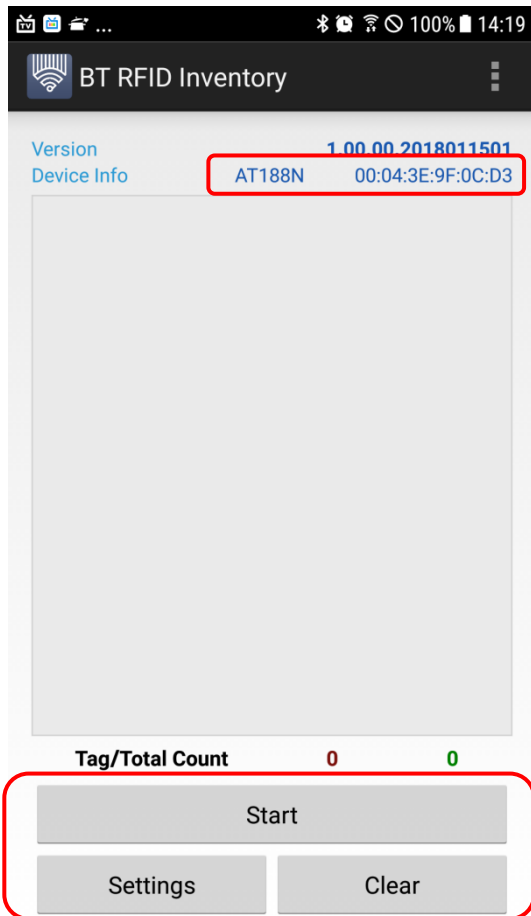 ... 100% 14:19
BT RFID Inventory
Version 1.00.00.2018011501
Device Info AT188N 00:04:3E:9F:0C:D3
Tag/Total Count 0 0
Start
Settings Clear